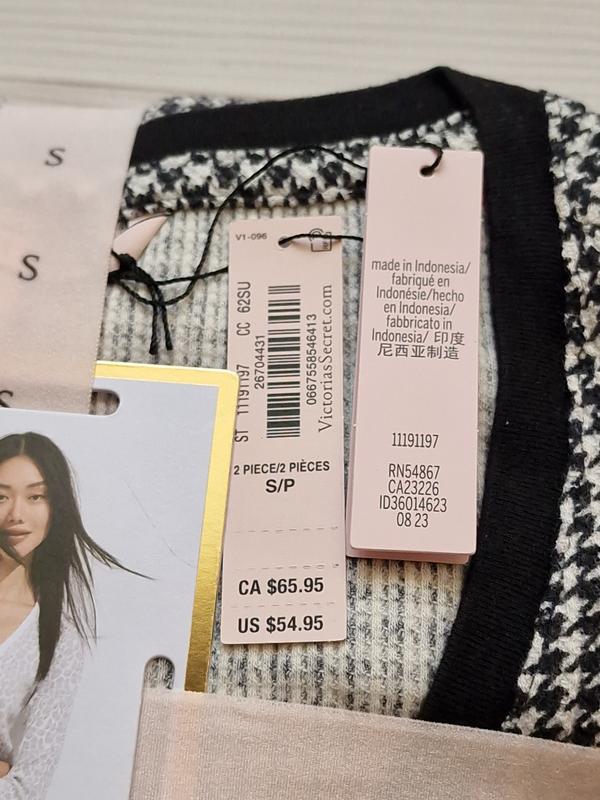 S
S
S
V1-096
ST 11191197 CC 62SU
26704431
0667558546413
VictoriasSecret.com
2 PIECE/2 PIÈCES
S/P
CA $65.95
US $54.95
made in Indonesia/
fabriqué en
Indonésie/hecho
en Indonesia/
fabbricato in
Indonesia/ 印度
尼西亚制造
11191197
RN54867
CA23226
ID36014623
08 23